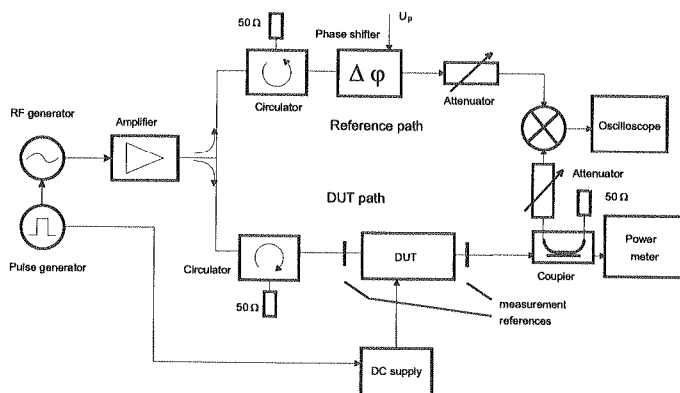 50 Ω
U_p
Phase shifter
Δ φ
Circulator
Attenuator
RF generator
Amplifier
Reference path
Oscilloscope
DUT path
Attenuator
50 Ω
Pulse generator
Circulator
DUT
Coupler
Power
meter
50 Ω
measurement
references
DC supply